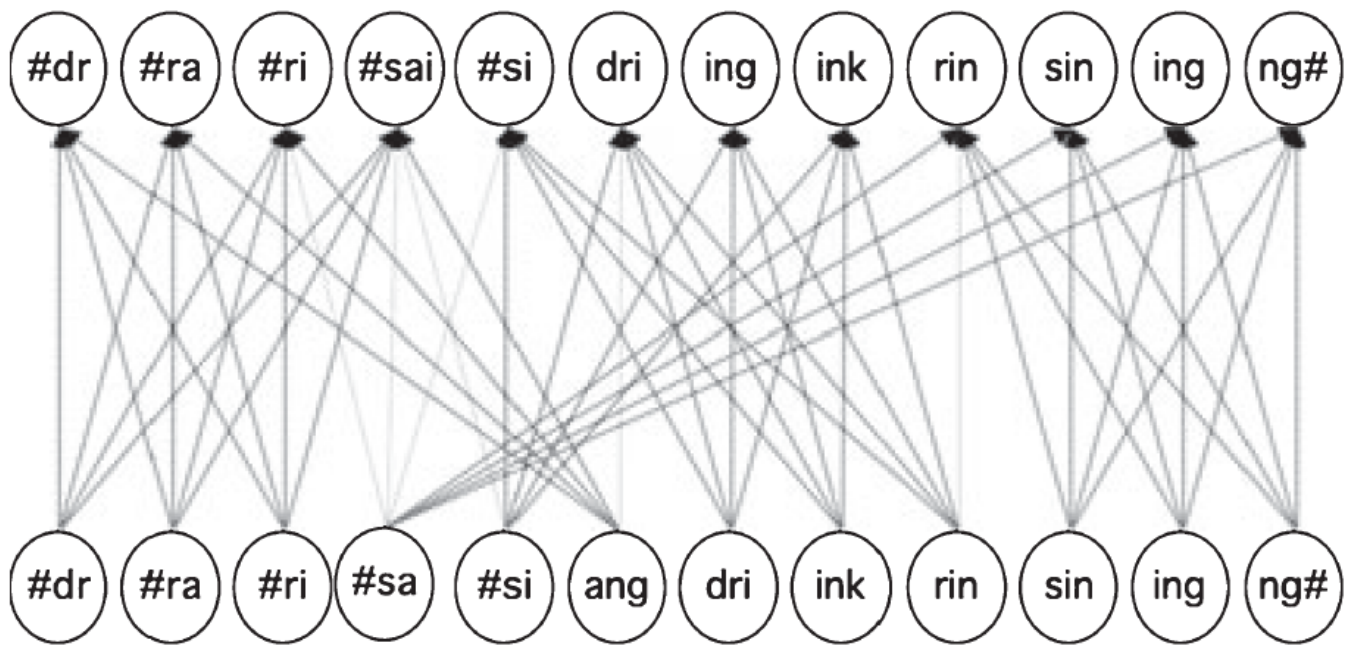 #dr #ra #ri #sai #si dri ing ink rin sin ing ng#
#dr #ra #ri #sa #si ang dri ink rin sin ing ng#